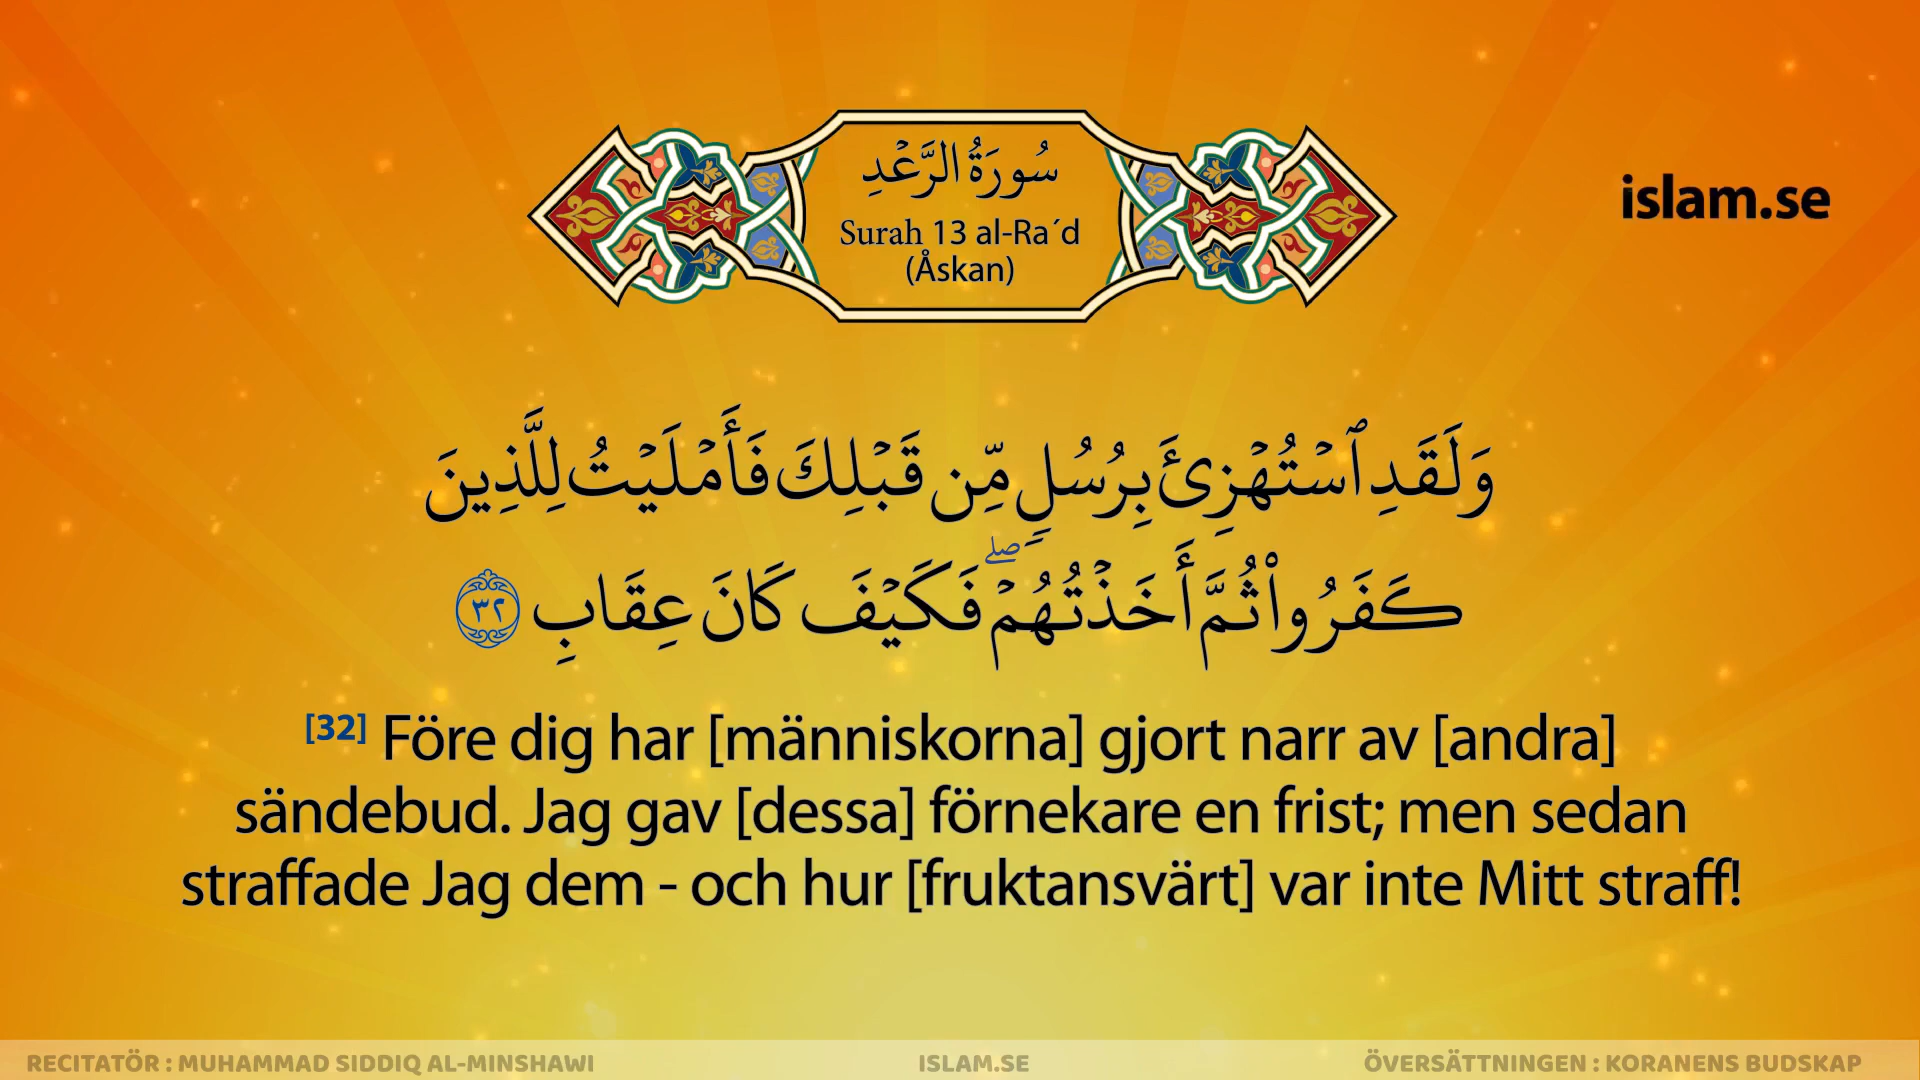 سُورَةُ الرَّعْدِ
Surah 13 al-Ra´d
(Åskan)
islam.se
وَلَقَدِ ٱسْتُهْزِئَ بِرُسُلٍ مِّن قَبْلِكَ فَأَمْلَيْتُ لِلَّذِينَ
كَفَرُوا۟ ثُمَّ أَخَذْتُهُمْ ۖ فَكَيْفَ كَانَ عِقَابِ ٣٢
[32] Före dig har [människorna] gjort narr av [andra]
sändebud. Jag gav [dessa] förnekare en frist; men sedan
straffade Jag dem - och hur [fruktansvärt] var inte Mitt straff!
RECITATÖR : MUHAMMAD SIDDIQ AL-MINSHAWI
ISLAM.SE
ÖVERSÄTTNINGEN : KORANENS BUDSKAP